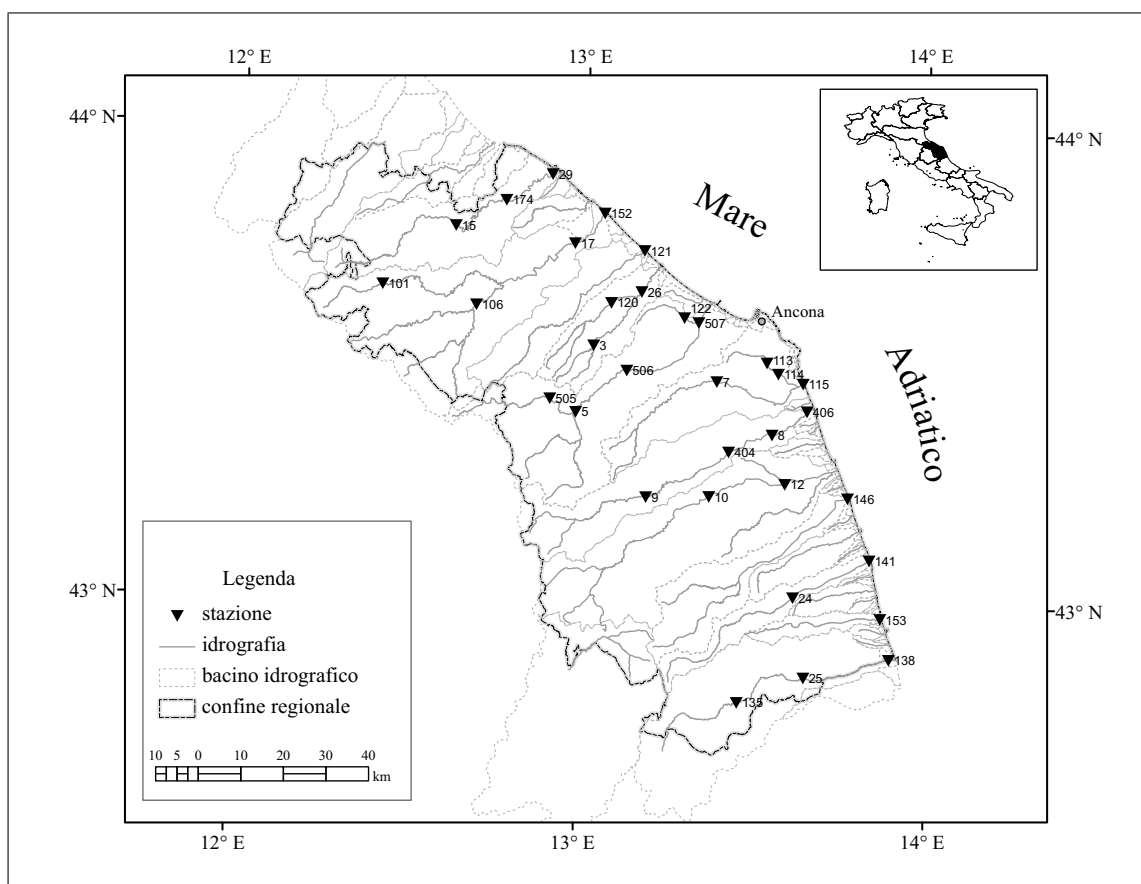 12° E 13° E 14° E
44° N
44° N
Mare
Adriatico
Ancona
29
174
152
15
17
121
101
26
106
120
122
507
3
113
506
114
7
115
505
5
406
8
404
12
9
10
146
141
24
153
138
25
135
43° N
43° N
Legenda
stazione
idrografia
bacino idrografico
confine regionale
10 5 0 10 20 30 40
km
12° E 13° E 14° E